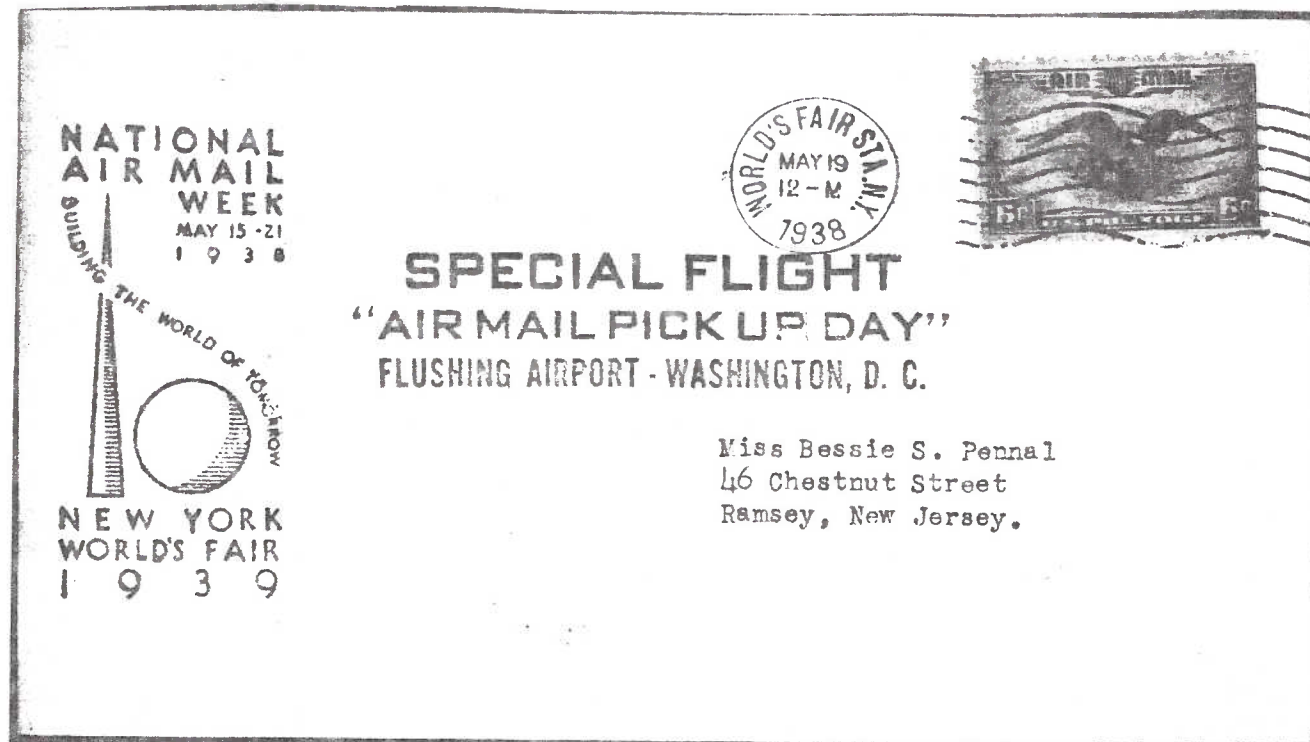 NATIONAL
AIR MAIL
WEEK
MAY 15-21
1938
BUILDING THE WORLD OF TOMORROW
NEW YORK
WORLD'S FAIR
1939
WORLD'S FAIR STA. N.Y.
MAY 19
12-M
1938
AIR MAIL
6¢ 6¢
SPECIAL FLIGHT
"AIR MAIL PICK UP DAY"
FLUSHING AIRPORT - WASHINGTON, D. C.
Miss Bessie S. Pennal
46 Chestnut Street
Ramsey, New Jersey.